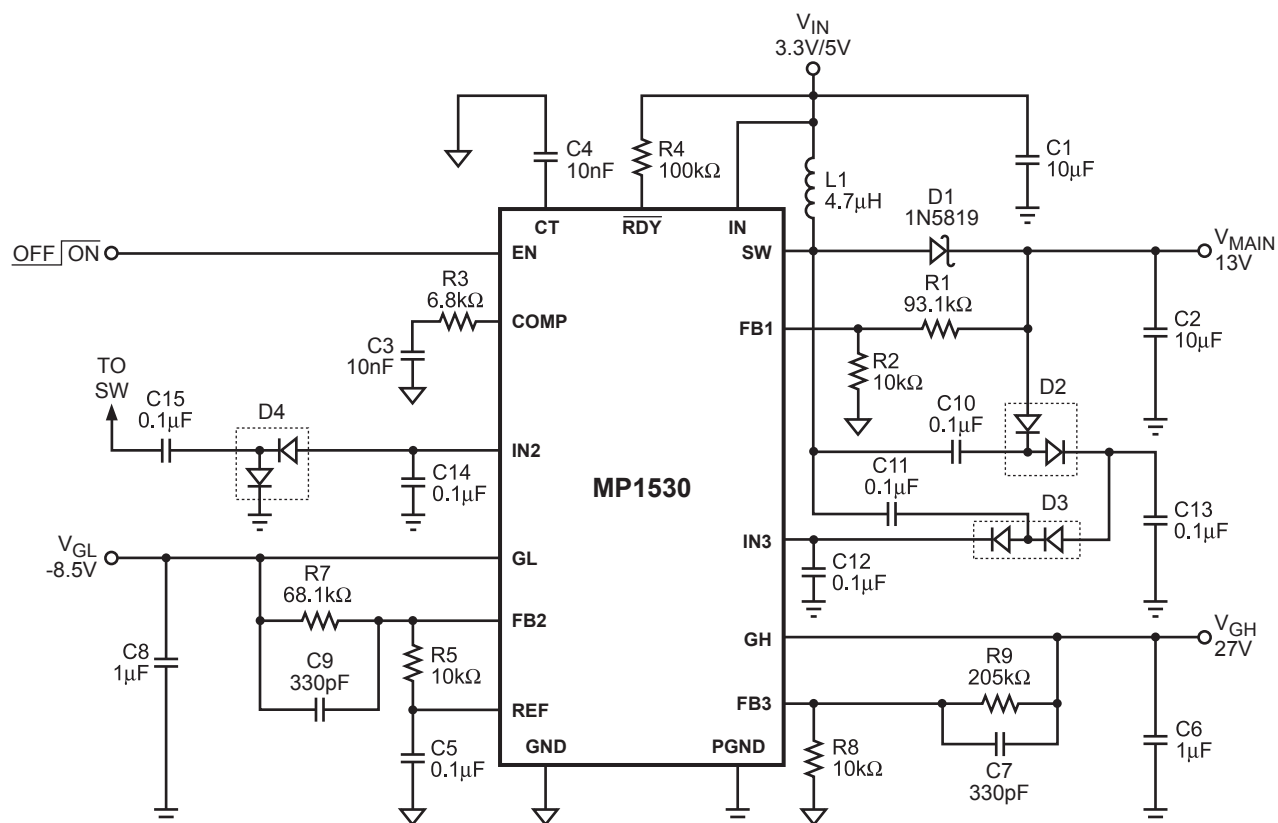 V_IN
3.3V/5V
C4
10nF
R4
100kΩ
C1
10µF
L1
4.7µH
D1
1N5819
CT
RDY
IN
OFF ON
EN
SW
V_MAIN
13V
R3
6.8kΩ
COMP
R1
93.1kΩ
FB1
C3
10nF
R2
10kΩ
C2
10µF
TO
SW
C15
0.1µF
D4
C10
0.1µF
D2
IN2
C14
0.1µF
MP1530
C11
0.1µF
D3
C13
0.1µF
V_GL
-8.5V
GL
IN3
C12
0.1µF
R7
68.1kΩ
FB2
GH
V_GH
27V
C8
1µF
C9
330pF
R5
10kΩ
R9
205kΩ
REF
FB3
C5
0.1µF
GND
PGND
R8
10kΩ
C7
330pF
C6
1µF